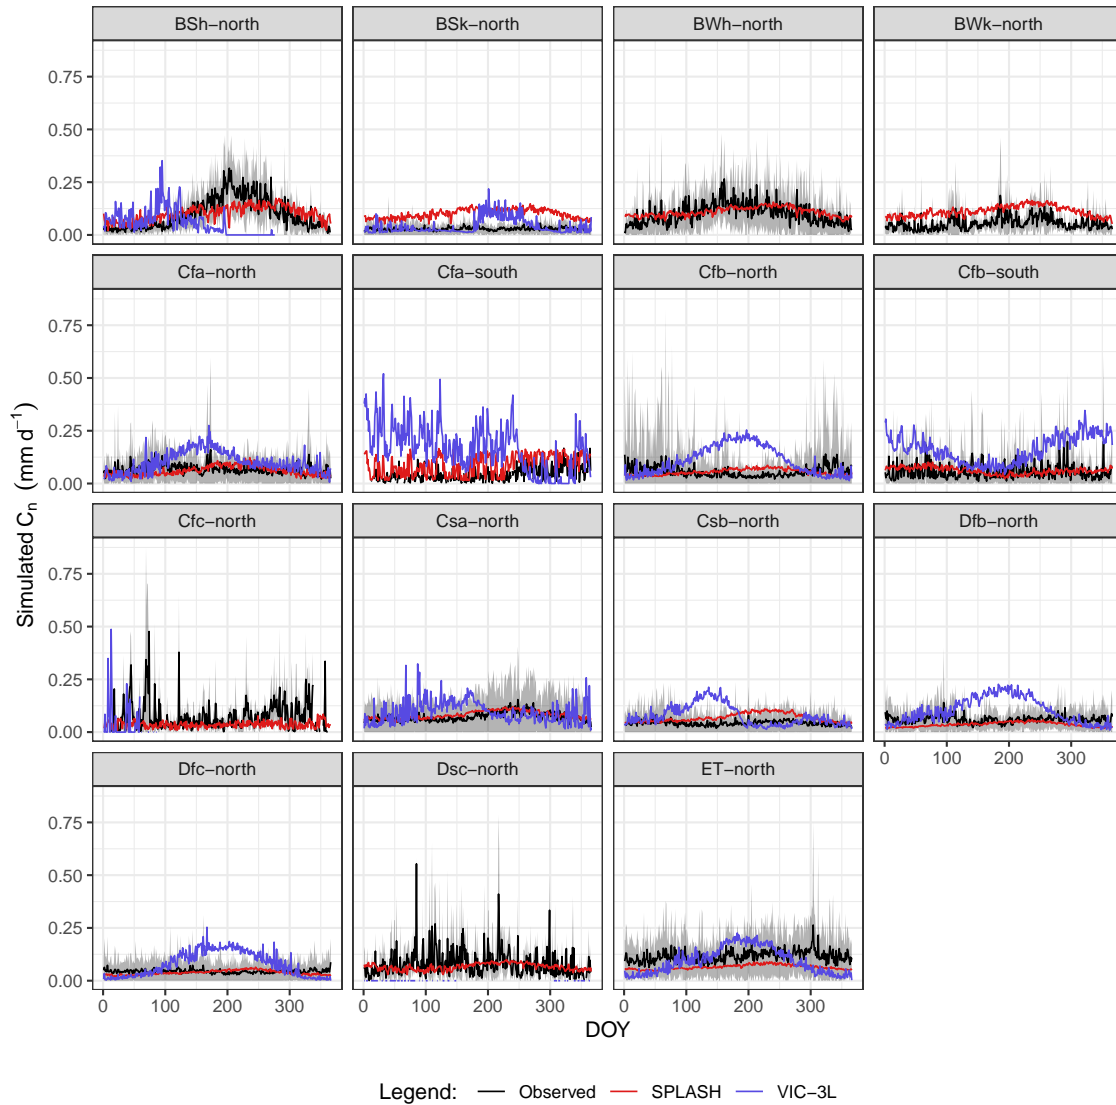 BSh−north BSk−north BWh−north BWk−north
0.75
0.50
0.25
0.00
Cfa−north Cfa−south Cfb−north Cfb−south
0.75
0.50
0.25
0.00
Simulated Cn (mm d−1)
Cfc−north Csa−north Csb−north Dfb−north
0.75
0.50
0.25
0.00
0 100 200 300
Dfc−north Dsc−north ET−north
0.75
0.50
0.25
0.00
0 100 200 300 0 100 200 300 0 100 200 300
DOY
Legend: Observed SPLASH VIC−3L